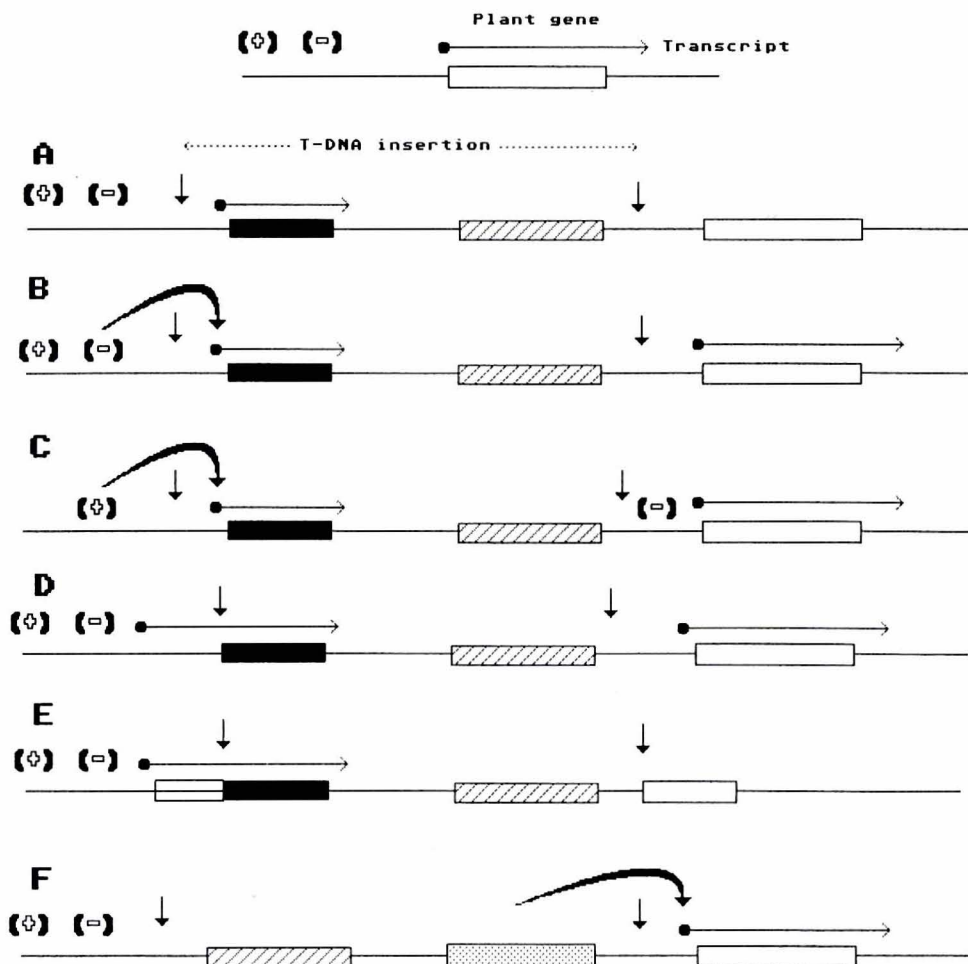 Plant gene
(+) (-)
Transcript
T-DNA insertion
A
(+) (-)
B
(+) (-)
C
(+)
(-)
D
(+) (-)
E
(+) (-)
F
(+) (-)